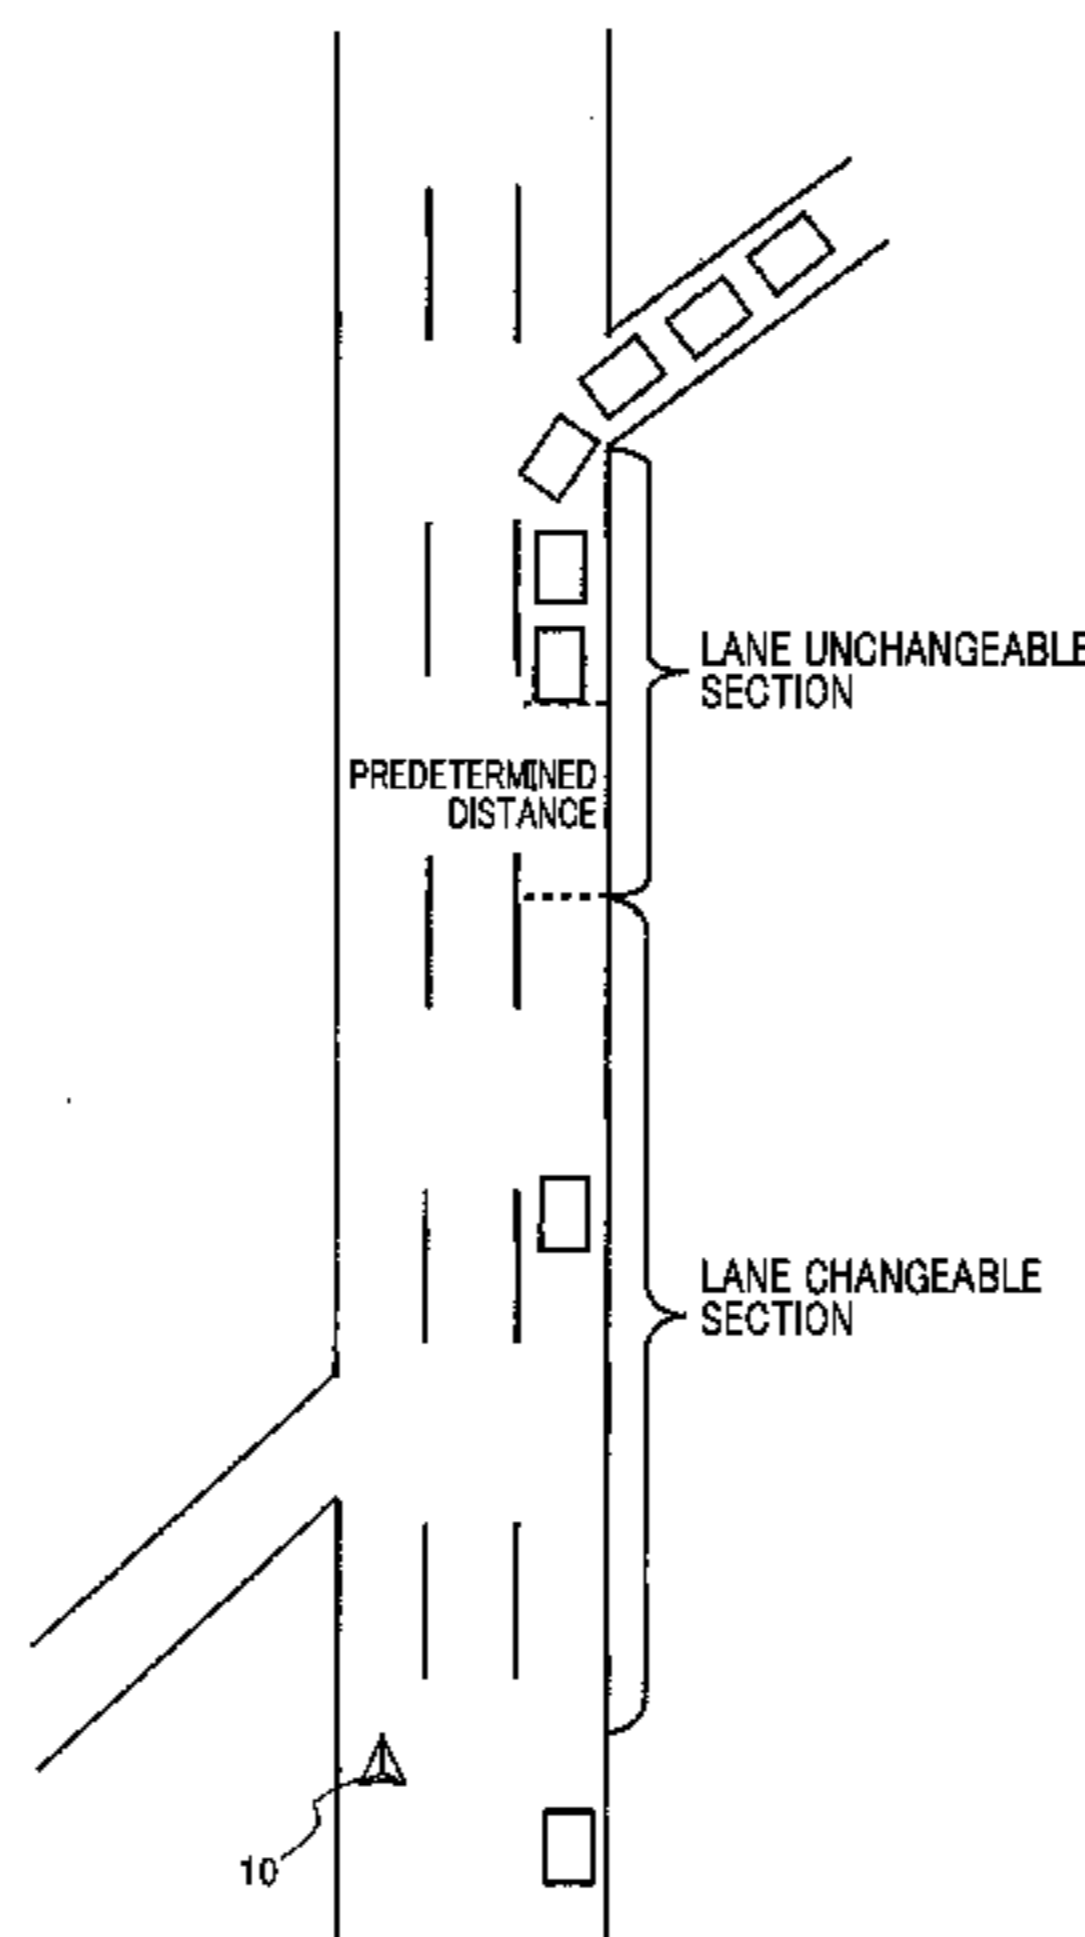 LANE UNCHANGEABLE
SECTION
PREDETERMINED
DISTANCE
LANE CHANGEABLE
SECTION
10